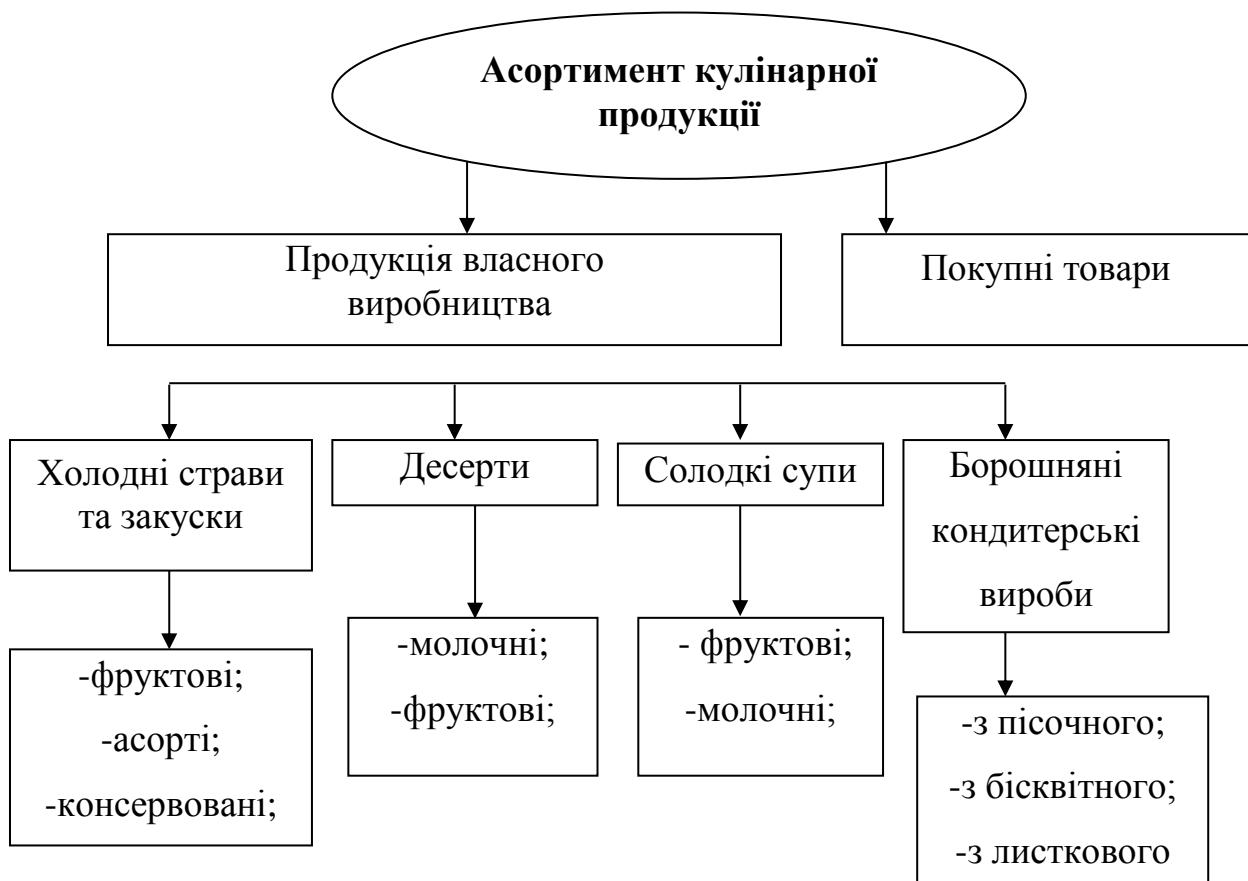 Асортимент кулінарної
продукції
Продукція власного
виробництва
Покупні товари
Холодні страви
та закуски
Десерти
Солодкі супи
Борошняні
кондитерські
вироби
-фруктові;
-асорті;
-консервовані;
-молочні;
-фруктові;
- фруктові;
-молочні;
-з пісочного;
-з бісквітного;
-з листкового